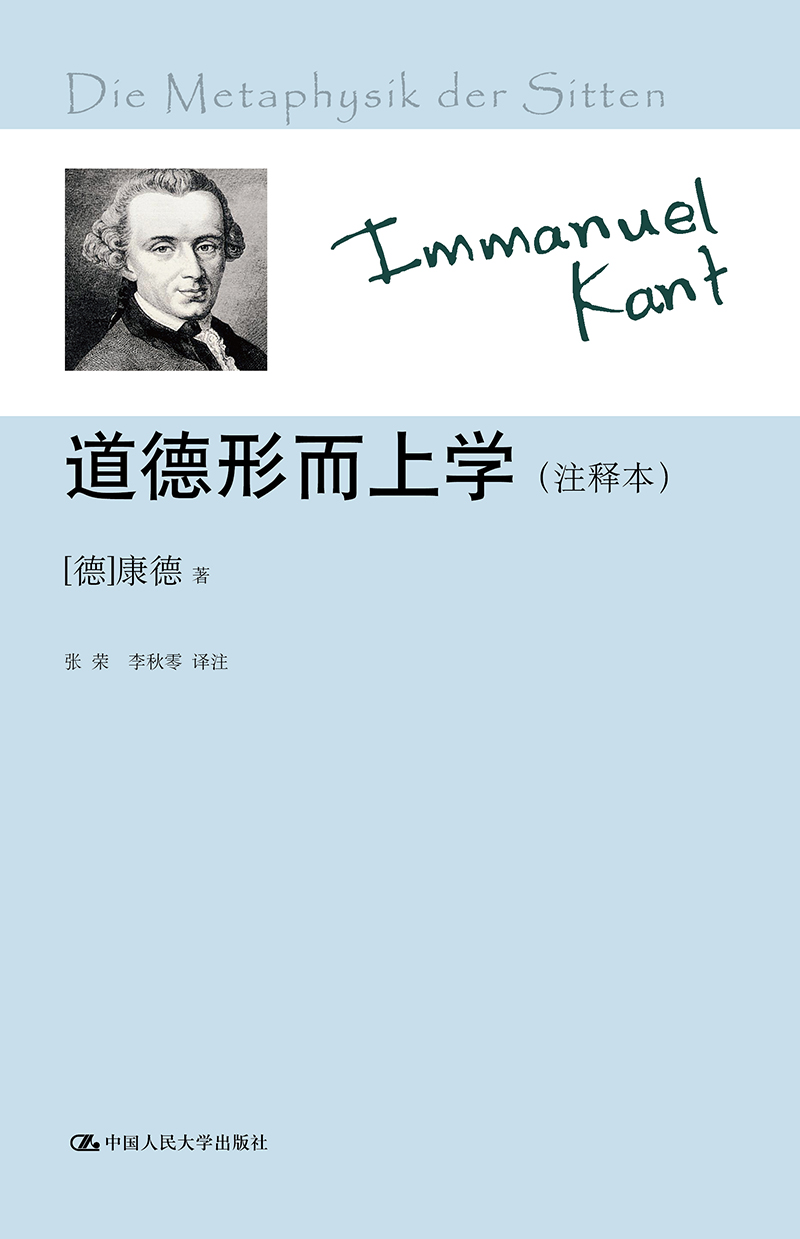 Die Metaphysik der Sitten
Immanuel
Kant
道德形而上学（注释本）
[德]康德 著
张 荣 李秋零 译注
中国人民大学出版社